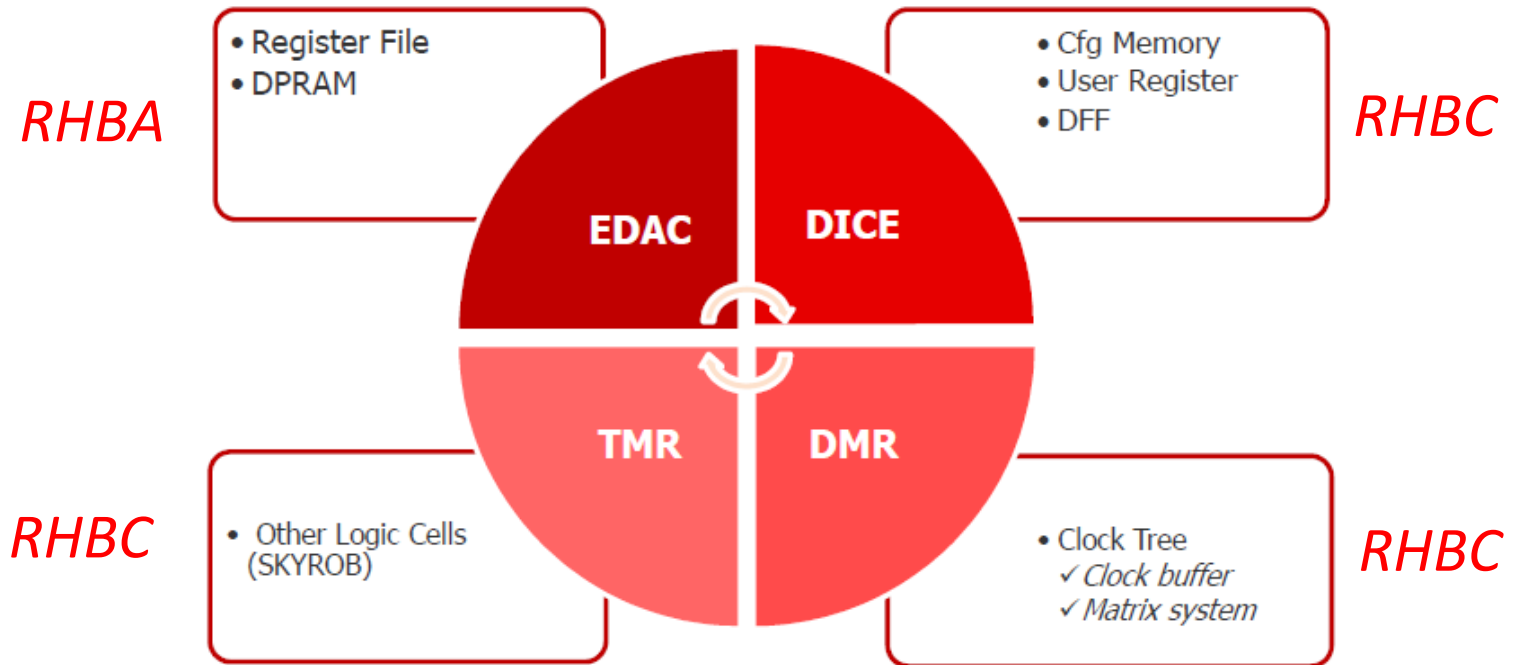 RHBA
• Register File
• DPRAM
EDAC
• Cfg Memory
• User Register
• DFF
RHBC
DICE
RHBC
• Other Logic Cells
(SKYROB)
TMR
DMR
• Clock Tree
✓ Clock buffer
✓ Matrix system
RHBC